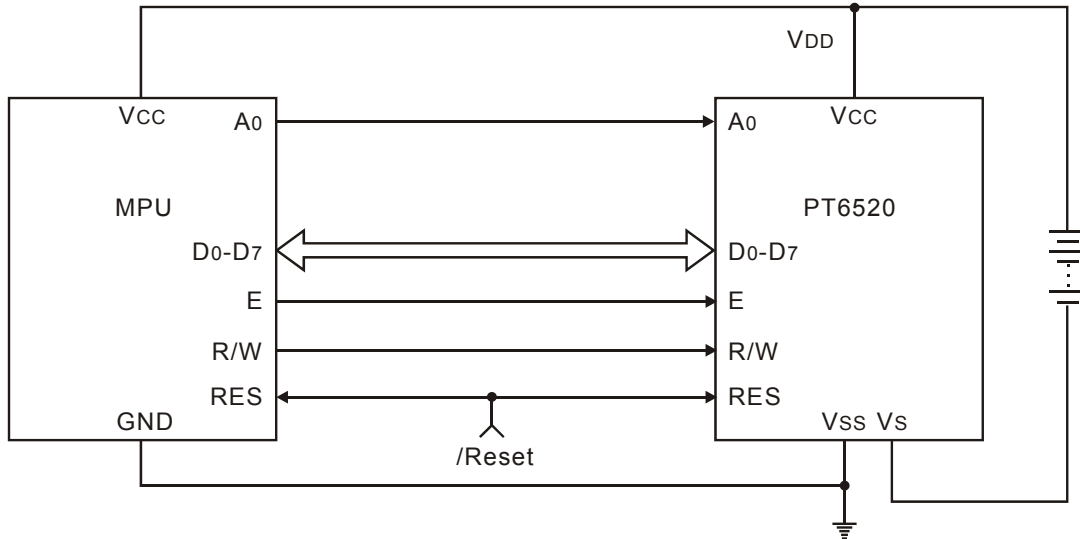 VDD
VCC
A0
MPU
D0-D7
E
R/W
RES
GND
/Reset
VCC
A0
PT6520
D0-D7
E
R/W
RES
VSS VS